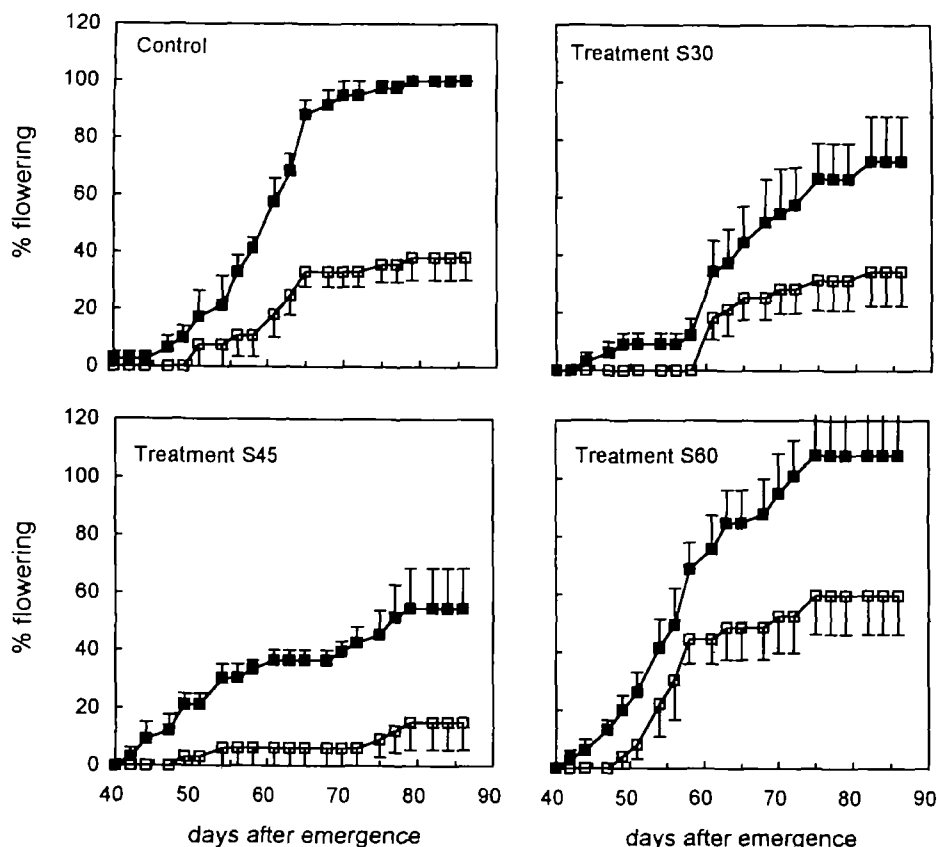 120
100
80
60
40
20
0
% flowering
Control
Treatment S30
120
100
80
60
40
20
0
% flowering
Treatment S45
Treatment S60
40 50 60 70 80 90
40 50 60 70 80 90
days after emergence
days after emergence